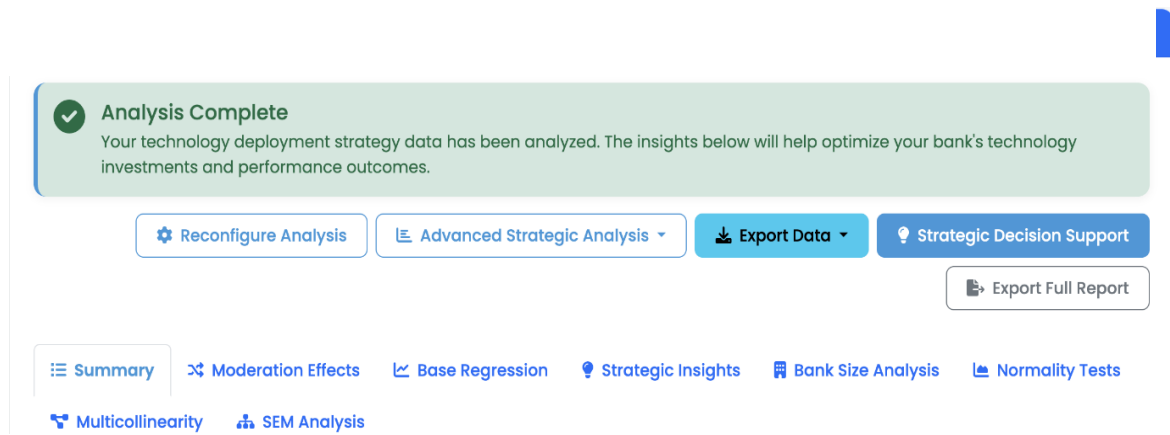 Analysis Complete
Your technology deployment strategy data has been analyzed. The insights below will help optimize your bank's technology
investments and performance outcomes.
Reconfigure Analysis Advanced Strategic Analysis Export Data Strategic Decision Support
Export Full Report
Summary Moderation Effects Base Regression Strategic Insights Bank Size Analysis Normality Tests
Multicollinearity SEM Analysis